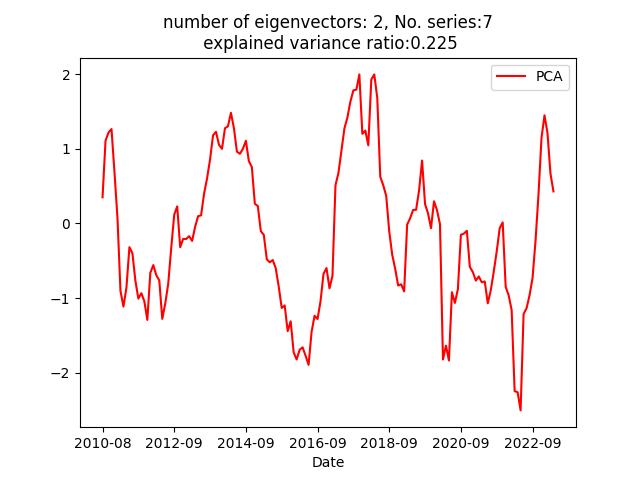 number of eigenvectors: 2, No. series:7
explained variance ratio:0.225
PCA
2
1
0
−1
−2
2010-08 2012-09 2014-09 2016-09 2018-09 2020-09 2022-09
Date